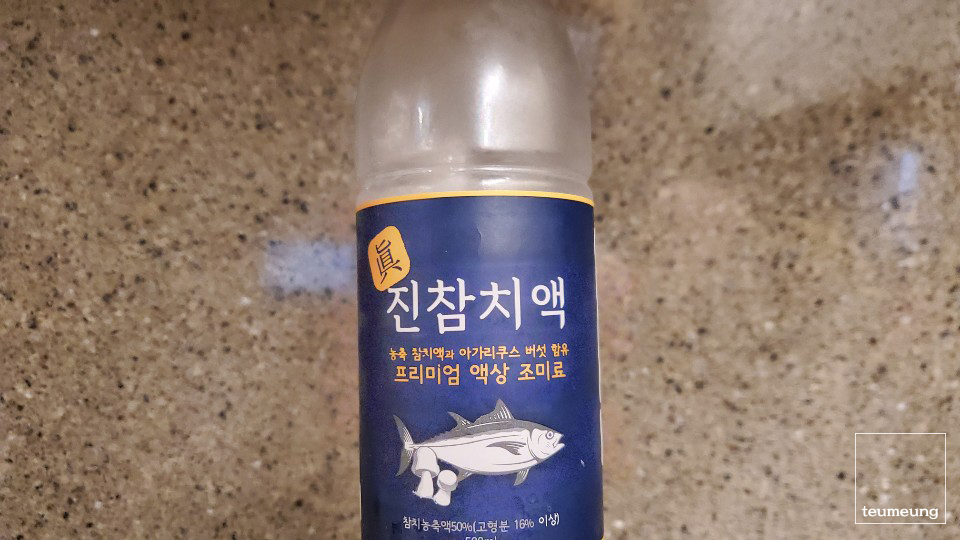 眞
진참치액
농축 참치액과 아가리쿠스 버섯 함유
프리미엄 액상 조미료
참치농축액50%(고형분 16% 이상)
500ml
teumeung